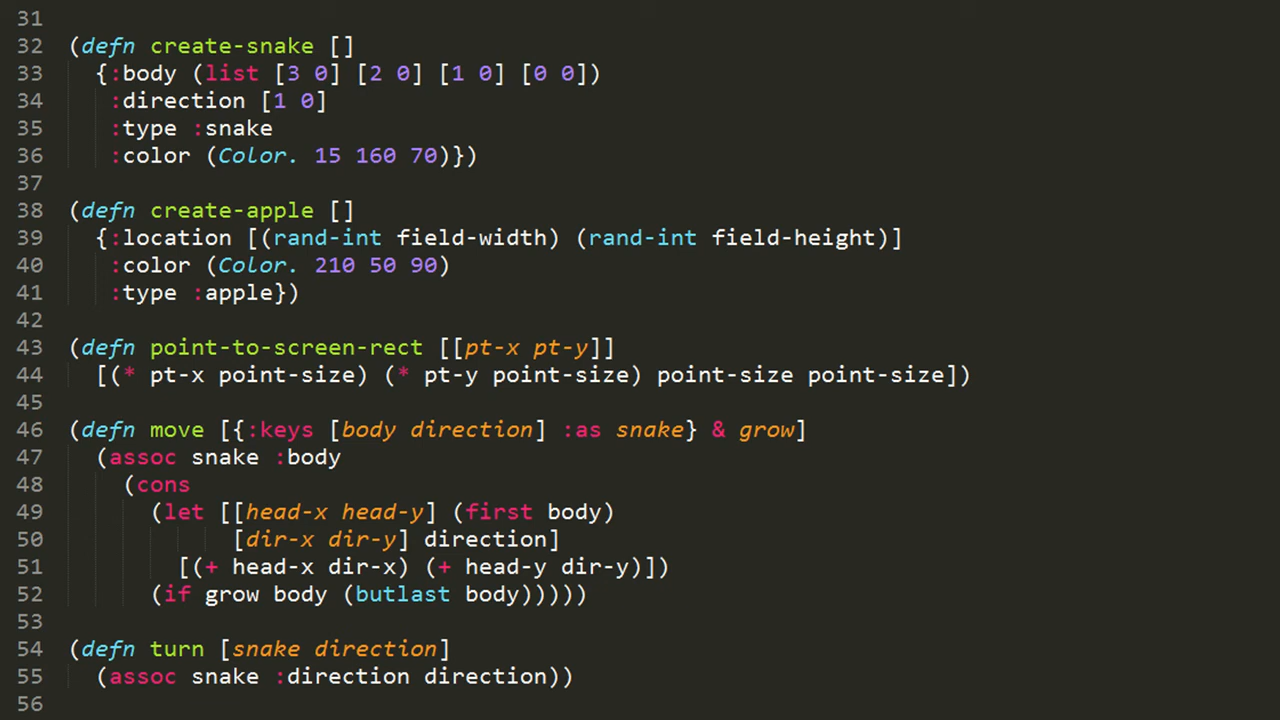 31
32 (defn create-snake []
33   {:body (list [3 0] [2 0] [1 0] [0 0])
34    :direction [1 0]
35    :type :snake
36    :color (Color. 15 160 70)})
37
38 (defn create-apple []
39   {:location [(rand-int field-width) (rand-int field-height)]
40    :color (Color. 210 50 90)
41    :type :apple})
42
43 (defn point-to-screen-rect [[pt-x pt-y]]
44   [(* pt-x point-size) (* pt-y point-size) point-size point-size])
45
46 (defn move [{:keys [body direction] :as snake} & grow]
47   (assoc snake :body
48     (cons
49       (let [[head-x head-y] (first body)
50             [dir-x dir-y] direction]
51         [(+ head-x dir-x) (+ head-y dir-y)])
52       (if grow body (butlast body)))))
53
54 (defn turn [snake direction]
55   (assoc snake :direction direction))
56